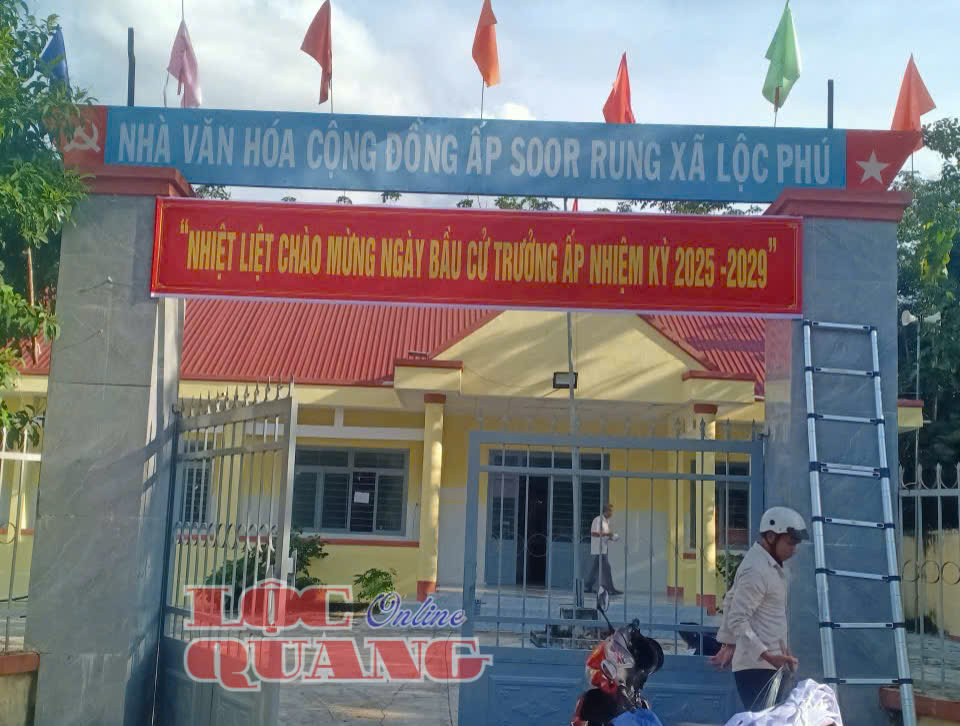 NHÀ VĂN HÓA CỘNG ĐỒNG ẤP SOOR RUNG XÃ LỘC PHÚ
"NHIỆT LIỆT CHÀO MỪNG NGÀY BẦU CỬ TRƯỞNG ẤP NHIỆM KỲ 2025 -2029"
LỘC Online
QUANG